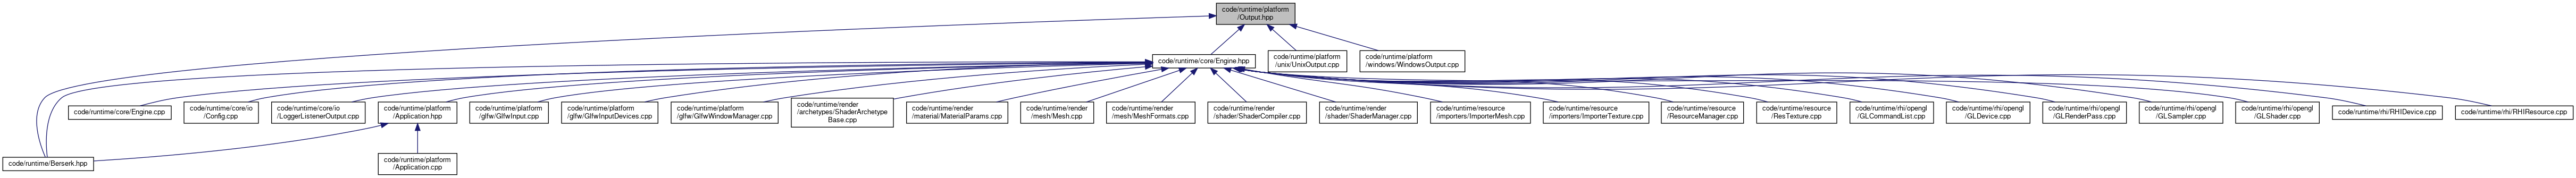 code/runtime/platform
/Output.hpp
code/runtime/core/Engine.hpp
code/runtime/platform
/unix/UnixOutput.cpp
code/runtime/platform
/windows/WindowsOutput.cpp
code/runtime/core/Engine.cpp
code/runtime/core/io
/Config.cpp
code/runtime/core/io
/LoggerListenerOutput.cpp
code/runtime/platform
/Application.hpp
code/runtime/platform
/glfw/GlfwInput.cpp
code/runtime/platform
/glfw/GlfwInputDevices.cpp
code/runtime/platform
/glfw/GlfwWindowManager.cpp
code/runtime/render
/archetypes/ShaderArchetype
Base.cpp
code/runtime/render
/material/MaterialParams.cpp
code/runtime/render
/mesh/Mesh.cpp
code/runtime/render
/mesh/MeshFormats.cpp
code/runtime/render
/shader/ShaderCompiler.cpp
code/runtime/render
/shader/ShaderManager.cpp
code/runtime/resource
/importers/ImporterMesh.cpp
code/runtime/resource
/importers/ImporterTexture.cpp
code/runtime/resource
/ResourceManager.cpp
code/runtime/resource
/ResTexture.cpp
code/runtime/rhi/opengl
/GLCommandList.cpp
code/runtime/rhi/opengl
/GLDevice.cpp
code/runtime/rhi/opengl
/GLRenderPass.cpp
code/runtime/rhi/opengl
/GLSampler.cpp
code/runtime/rhi/opengl
/GLShader.cpp
code/runtime/rhi/RHIDevice.cpp
code/runtime/rhi/RHIResource.cpp
code/runtime/Berserk.hpp
code/runtime/platform
/Application.cpp